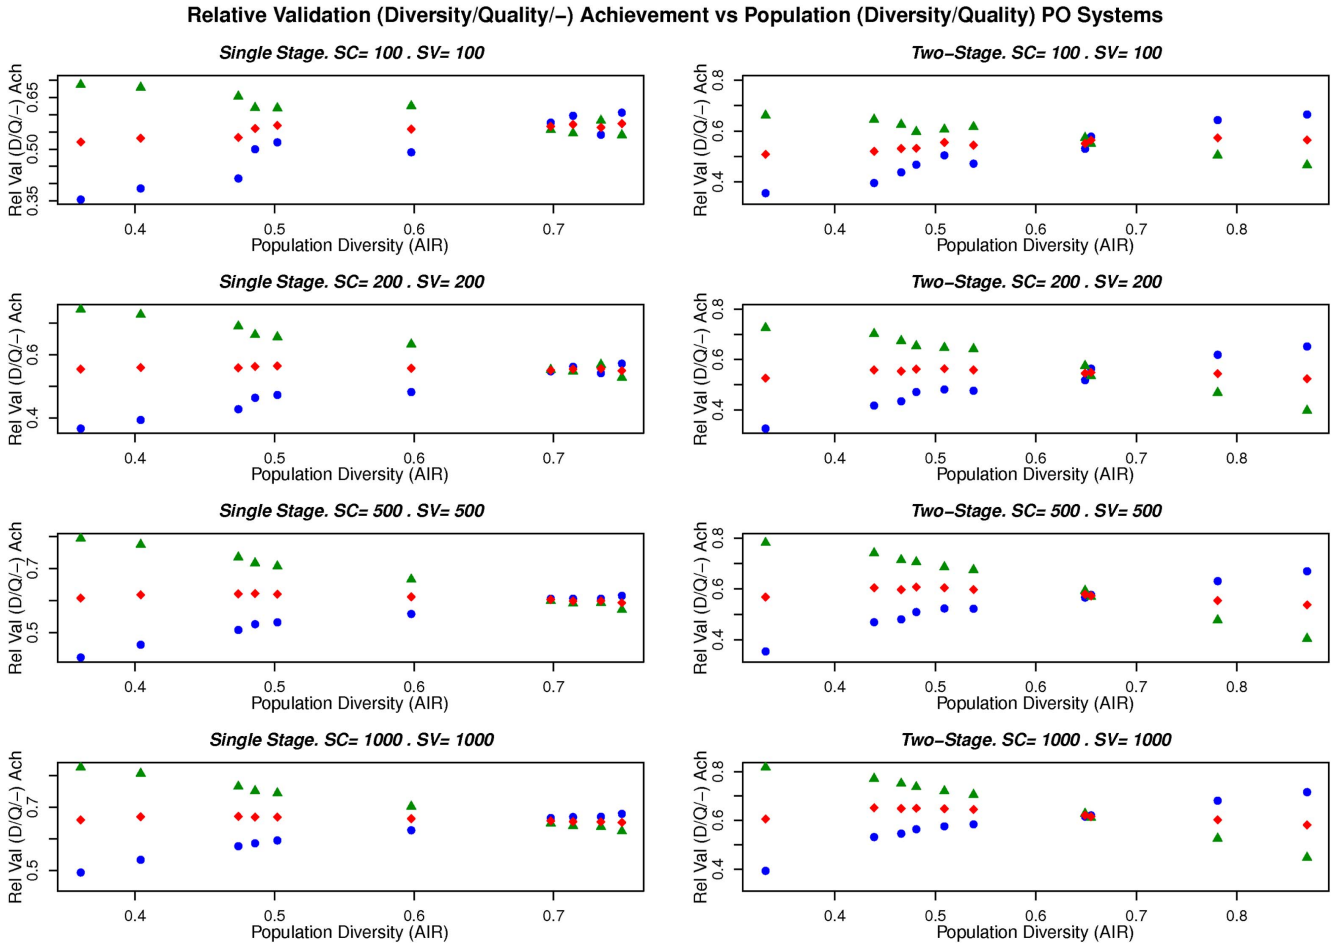 Relative Validation (Diversity/Quality/−) Achievement vs Population (Diversity/Quality) PO Systems
Single Stage. SC= 100 . SV= 100
Rel Val (D/Q/−) Ach
0.35 0.50 0.65
0.4 0.5 0.6 0.7
Population Diversity (AIR)
Two−Stage. SC= 100 . SV= 100
Rel Val (D/Q/−) Ach
0.4 0.6 0.8
0.4 0.5 0.6 0.7 0.8
Population Diversity (AIR)
Single Stage. SC= 200 . SV= 200
Rel Val (D/Q/−) Ach
0.4 0.6
0.4 0.5 0.6 0.7
Population Diversity (AIR)
Two−Stage. SC= 200 . SV= 200
Rel Val (D/Q/−) Ach
0.4 0.6 0.8
0.4 0.5 0.6 0.7 0.8
Population Diversity (AIR)
Single Stage. SC= 500 . SV= 500
Rel Val (D/Q/−) Ach
0.5 0.7
0.4 0.5 0.6 0.7
Population Diversity (AIR)
Two−Stage. SC= 500 . SV= 500
Rel Val (D/Q/−) Ach
0.4 0.6 0.8
0.4 0.5 0.6 0.7 0.8
Population Diversity (AIR)
Single Stage. SC= 1000 . SV= 1000
Rel Val (D/Q/−) Ach
0.5 0.7
0.4 0.5 0.6 0.7
Population Diversity (AIR)
Two−Stage. SC= 1000 . SV= 1000
Rel Val (D/Q/−) Ach
0.4 0.6 0.8
0.4 0.5 0.6 0.7 0.8
Population Diversity (AIR)